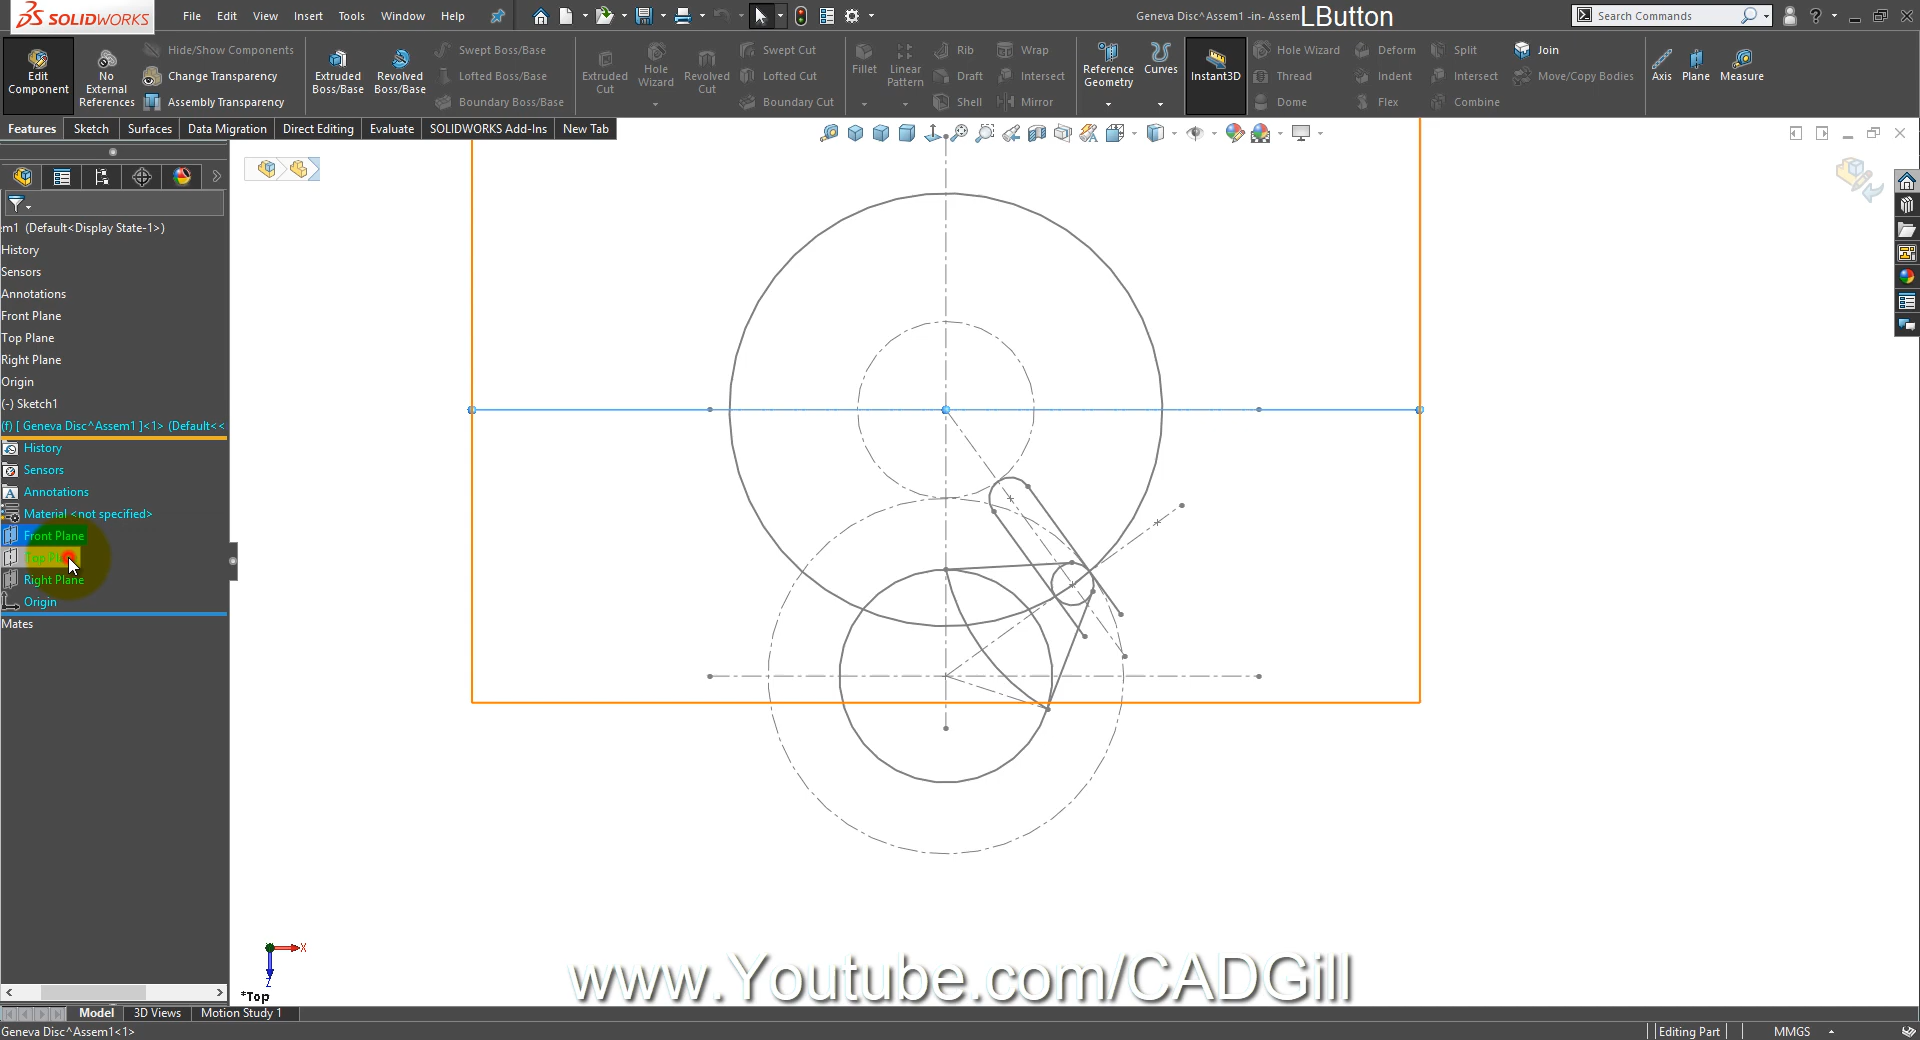 SOLIDWORKS
File Edit View Insert Tools Window Help
Geneva Disc^Assem1 -in- Assem LButton
Search Commands
Edit Component
No External References
Hide/Show Components
Change Transparency
Assembly Transparency
Extruded Boss/Base
Revolved Boss/Base
Swept Boss/Base
Lofted Boss/Base
Boundary Boss/Base
Extruded Cut
Hole Wizard
Revolved Cut
Swept Cut
Lofted Cut
Boundary Cut
Fillet
Linear Pattern
Rib
Draft
Shell
Wrap
Intersect
Mirror
Reference Geometry
Curves
Instant3D
Hole Wizard
Thread
Dome
Deform
Indent
Flex
Split
Intersect
Combine
Join
Move/Copy Bodies
Axis
Plane
Measure
Features Sketch Surfaces Data Migration Direct Editing Evaluate SOLIDWORKS Add-Ins New Tab
em1 (Default<Display State-1>)
History
Sensors
Annotations
Front Plane
Top Plane
Right Plane
Origin
(-) Sketch1
(f) [ Geneva Disc^Assem1 ]<1> (Default<<
History
Sensors
Annotations
Material <not specified>
Front Plane
Right Plane
Origin
Mates
X
Z
*Top
www.Youtube.com/CADGill
Model 3D Views Motion Study 1
Geneva Disc^Assem1<1>
Editing Part
MMGS